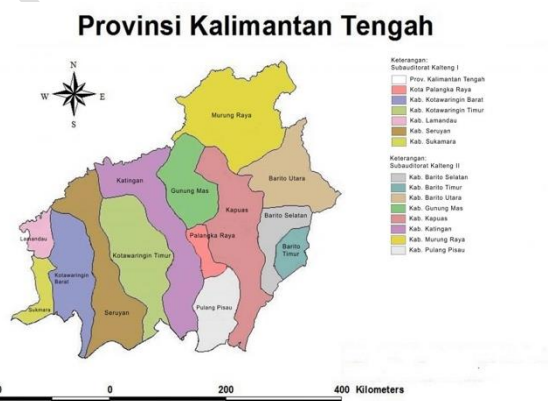 Provinsi Kalimantan Tengah
N
W
E
S
Keterangan:
Subauditorat Kalteng I
Prov. Kalimantan Tengah
Kota Palangka Raya
Kab. Kotawaringin Barat
Kab. Kotawaringin Timur
Kab. Lamandau
Kab. Seruyan
Kab. Sukamara
Keterangan:
Subauditorat Kalteng II
Kab. Barito Selatan
Kab. Barito Timur
Kab. Barito Utara
Kab. Gunung Mas
Kab. Kapuas
Kab. Katingan
Kab. Murung Raya
Kab. Pulang Pisau
Murung Raya
Katingan
Gunung Mas
Barito Utara
Kapuas
Barito Selatan
Palangka Raya
Lamandau
Kotawaringin Timur
Barito
Timur
Kotawaringin
Barat
Sukmara
Seruyan
Pulang Pisau
0
0
200
400 Kilometers